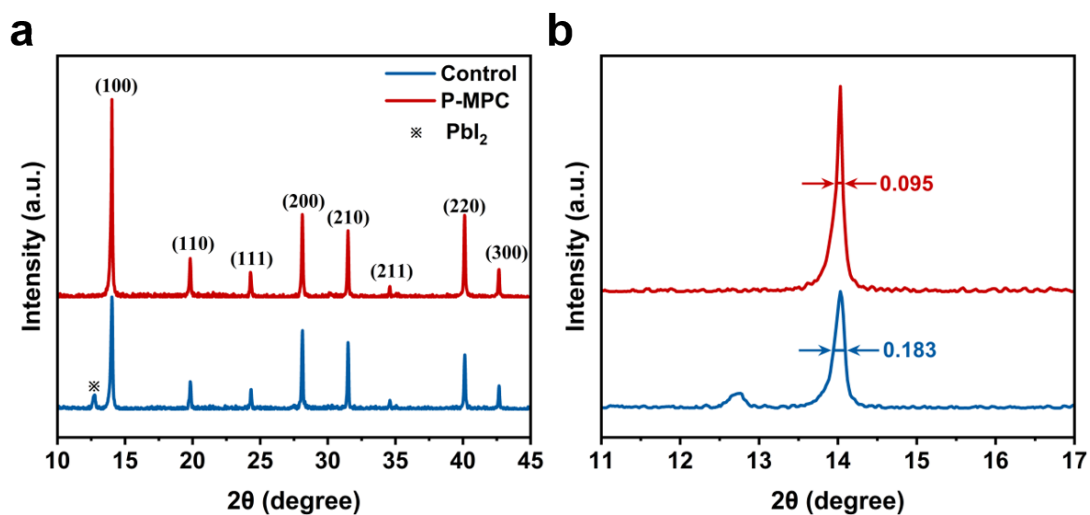 a
Control
P-MPC
※ PbI₂
(100)
(110)
(111)
(200)
(210)
(211)
(220)
(300)
※
Intensity (a.u.)
10 15 20 25 30 35 40 45
2θ (degree)
b
0.095
0.183
Intensity (a.u.)
11 12 13 14 15 16 17
2θ (degree)